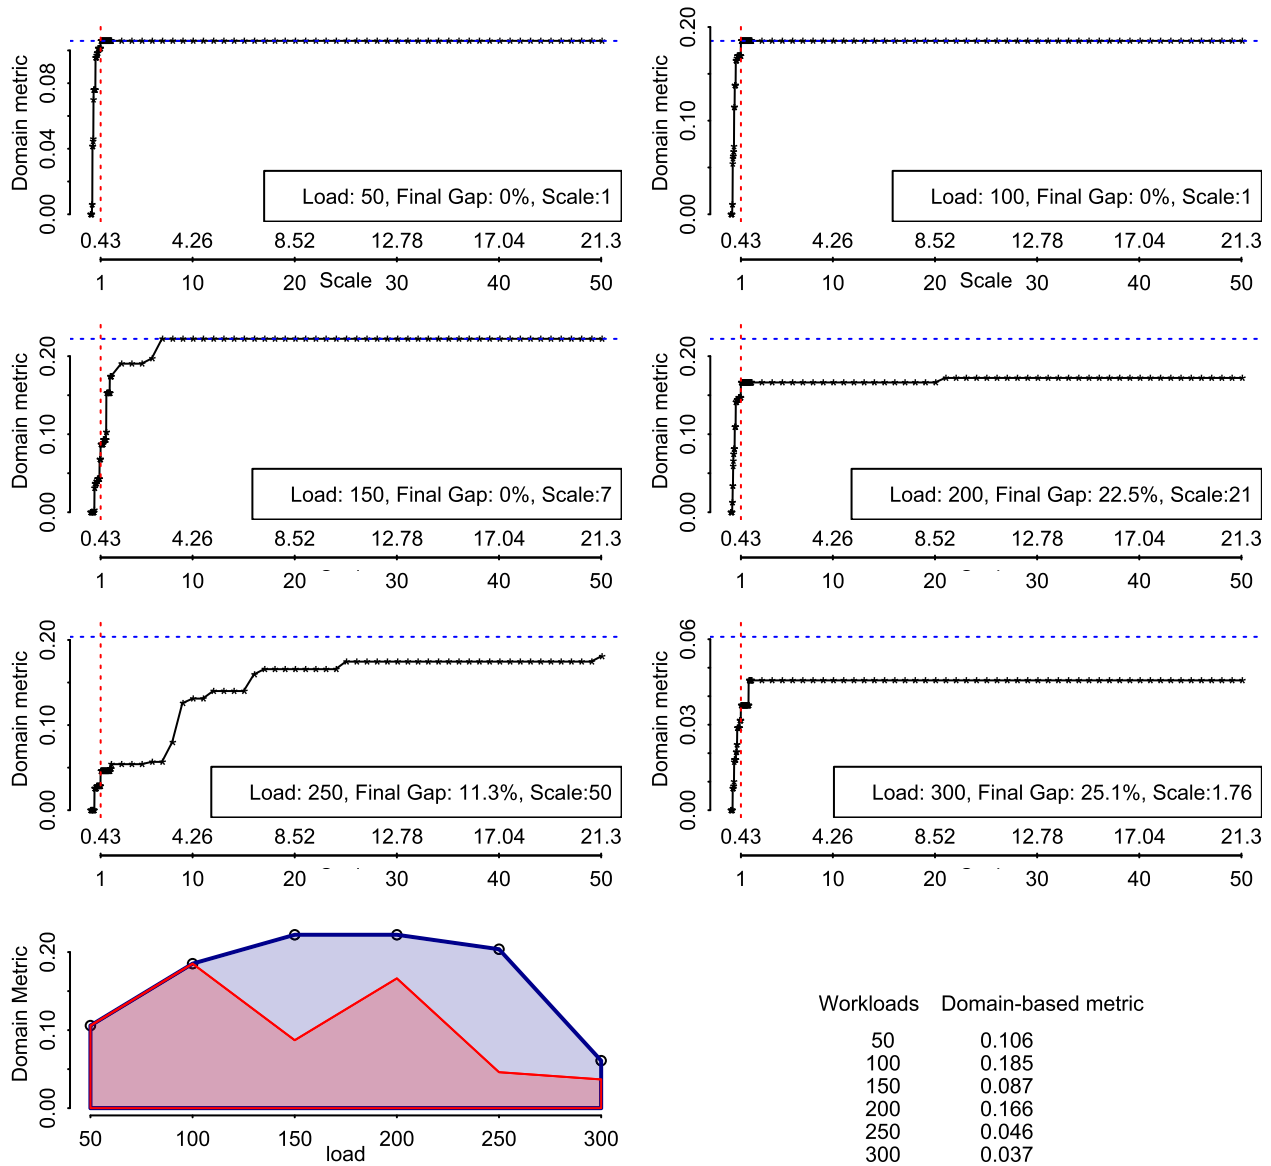 Domain metric
0.00 0.04 0.08
Load: 50, Final Gap: 0%, Scale:1
0.43 4.26 8.52 12.78 17.04 21.3
1 10 20 30 40 50
Scale
Domain metric
0.00 0.10 0.20
Load: 100, Final Gap: 0%, Scale:1
0.43 4.26 8.52 12.78 17.04 21.3
1 10 20 30 40 50
Scale
Domain metric
0.00 0.10 0.20
Load: 150, Final Gap: 0%, Scale:7
0.43 4.26 8.52 12.78 17.04 21.3
1 10 20 30 40 50
Domain metric
0.00 0.10 0.20
Load: 200, Final Gap: 22.5%, Scale:21
0.43 4.26 8.52 12.78 17.04 21.3
1 10 20 30 40 50
Domain metric
0.00 0.10 0.20
Load: 250, Final Gap: 11.3%, Scale:50
0.43 4.26 8.52 12.78 17.04 21.3
1 10 20 30 40 50
Domain metric
0.00 0.03 0.06
Load: 300, Final Gap: 25.1%, Scale:1.76
0.43 4.26 8.52 12.78 17.04 21.3
1 10 20 30 40 50
Domain Metric
0.00 0.10 0.20
50 100 150 200 250 300
load
Workloads Domain-based metric
50 0.106
100 0.185
150 0.087
200 0.166
250 0.046
300 0.037